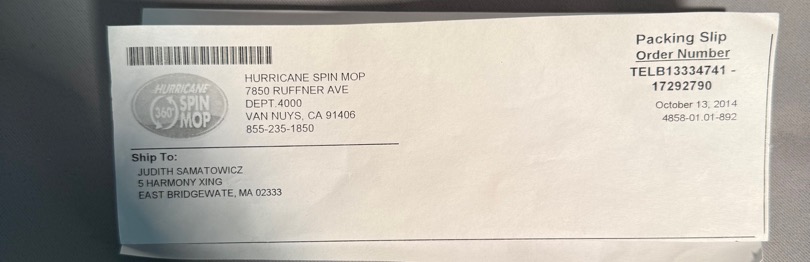 HURRICANE
360°
SPIN
MOP
HURRICANE SPIN MOP
7850 RUFFNER AVE
DEPT.4000
VAN NUYS, CA 91406
855-235-1850
Packing Slip
Order Number
TELB13334741 -
17292790
October 13, 2014
4858-01.01-892
Ship To:
JUDITH SAMATOWICZ
5 HARMONY XING
EAST BRIDGEWATE, MA 02333